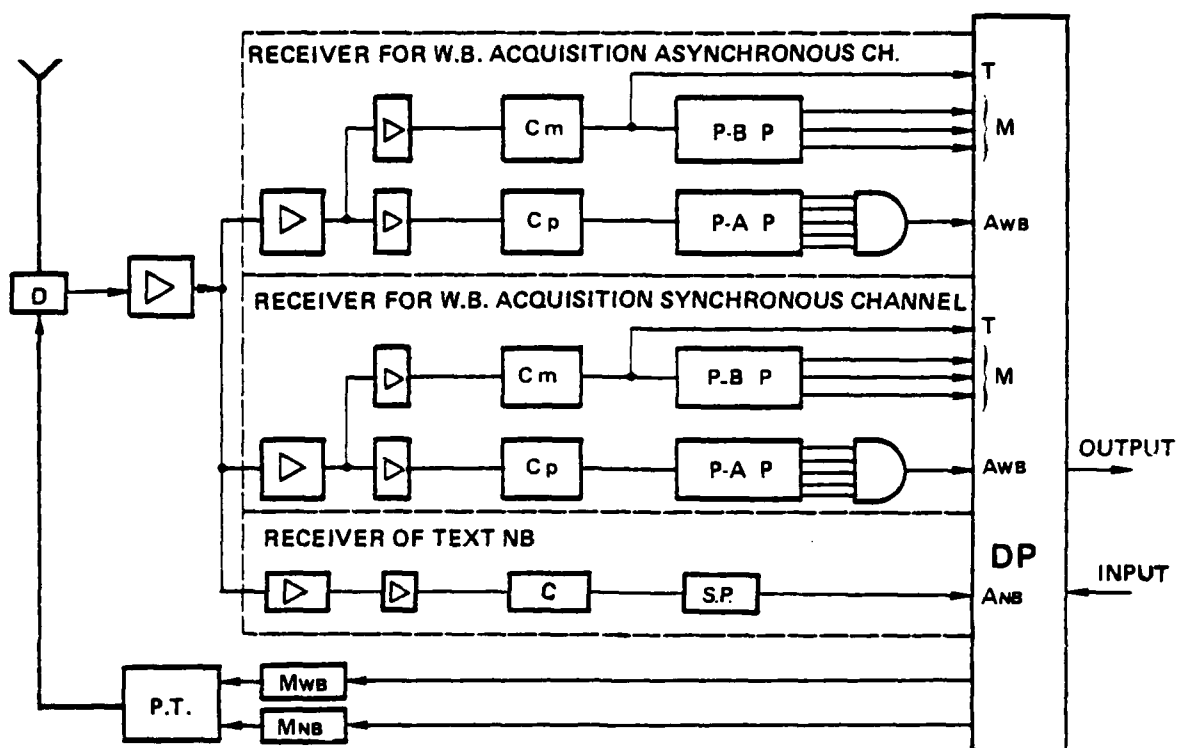 RECEIVER FOR W.B. ACQUISITION ASYNCHRONOUS CH.
T
Cm
P-B P
M
Cp
P-A P
AWB
D
RECEIVER FOR W.B. ACQUISITION SYNCHRONOUS CHANNEL
T
Cm
P-B P
M
Cp
P-A P
AWB
OUTPUT
RECEIVER OF TEXT NB
DP
INPUT
C
S.P.
ANB
P.T.
MWB
MNB